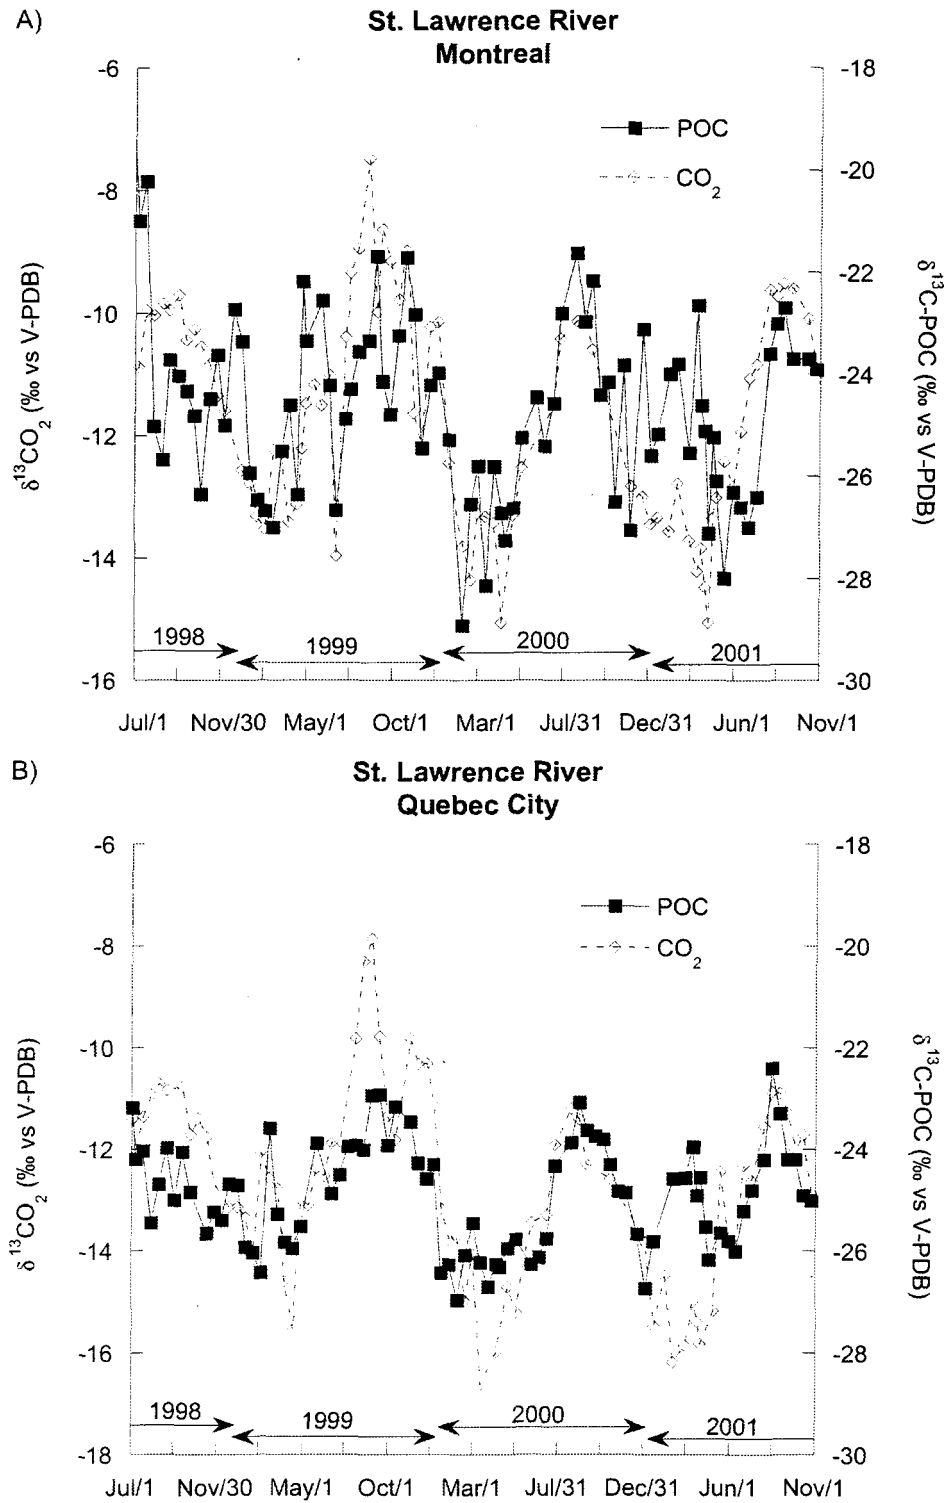 A)
St. Lawrence River
Montreal
-6
-8
-10
-12
-14
-16
δ13CO2 (‰ vs V-PDB)
-18
-20
-22
-24
-26
-28
-30
δ13C-POC (‰ vs V-PDB)
POC
CO2
1998
1999
2000
2001
Jul/1 Nov/30 May/1 Oct/1 Mar/1 Jul/31 Dec/31 Jun/1 Nov/1
B)
St. Lawrence River
Quebec City
-6
-8
-10
-12
-14
-16
-18
δ13CO2 (‰ vs V-PDB)
-18
-20
-22
-24
-26
-28
-30
δ13C-POC (‰ vs V-PDB)
POC
CO2
1998
1999
2000
2001
Jul/1 Nov/30 May/1 Oct/1 Mar/1 Jul/31 Dec/31 Jun/1 Nov/1